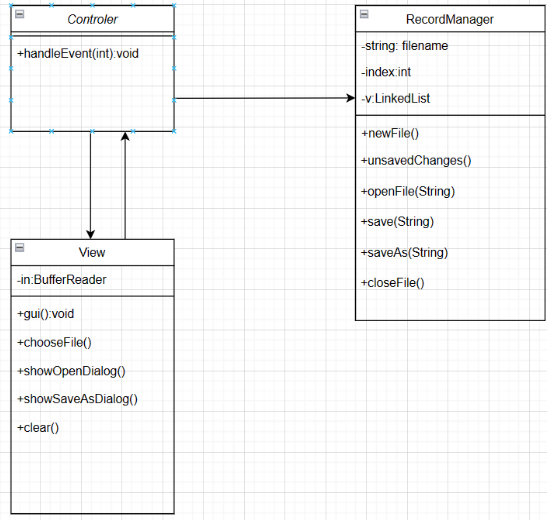 Controler
+handleEvent(int):void
RecordManager
-string: filename
-index:int
-v:LinkedList
+newFile()
+unsavedChanges()
+openFile(String)
+save(String)
+saveAs(String)
+closeFile()
View
-in:BufferReader
+gui():void
+chooseFile()
+showOpenDialog()
+showSaveAsDialog()
+clear()